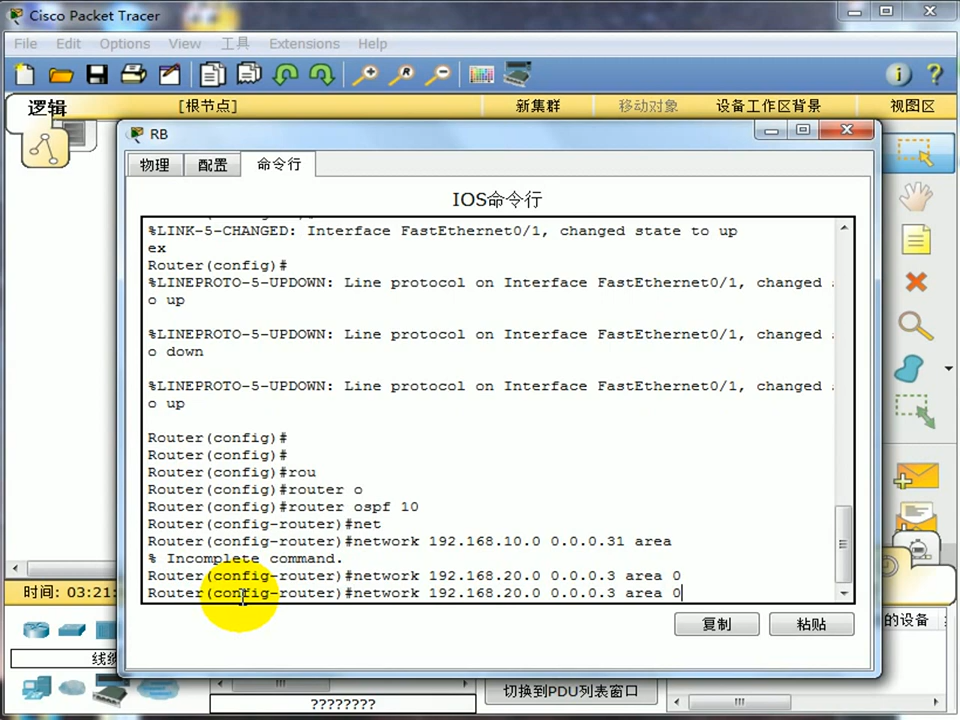 Cisco Packet Tracer
File Edit Options View 工具 Extensions Help
逻辑 [根节点] 新集群 移动对象 设备工作区背景 视图区
RB
物理 配置 命令行
IOS命令行
%LINK-5-CHANGED: Interface FastEthernet0/1, changed state to up
ex
Router(config)#
%LINEPROTO-5-UPDOWN: Line protocol on Interface FastEthernet0/1, changed
o up
%LINEPROTO-5-UPDOWN: Line protocol on Interface FastEthernet0/1, changed
o down
%LINEPROTO-5-UPDOWN: Line protocol on Interface FastEthernet0/1, changed
o up
Router(config)#
Router(config)#
Router(config)#rou
Router(config)#router o
Router(config)#router ospf 10
Router(config-router)#net
Router(config-router)#network 192.168.10.0 0.0.0.31 area
% Incomplete command.
Router(config-router)#network 192.168.20.0 0.0.0.3 area 0
Router(config-router)#network 192.168.20.0 0.0.0.3 area 0
复制 粘贴
时间: 03:21:
的设备
线缆
切换到PDU列表窗口
????????